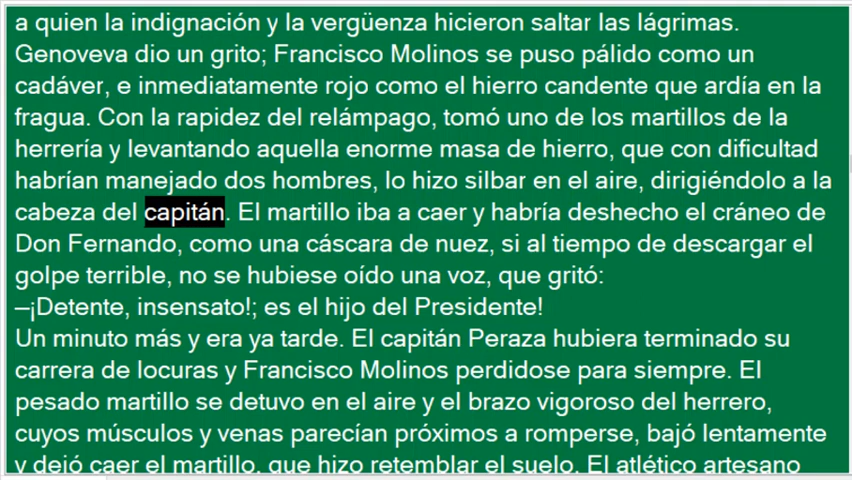 a quien la indignación y la vergüenza hicieron saltar las lágrimas.
Genoveva dio un grito; Francisco Molinos se puso pálido como un
cadáver, e inmediatamente rojo como el hierro candente que ardía en la
fragua. Con la rapidez del relámpago, tomó uno de los martillos de la
herrería y levantando aquella enorme masa de hierro, que con dificultad
habrían manejado dos hombres, lo hizo silbar en el aire, dirigiéndolo a la
cabeza del capitán. El martillo iba a caer y habría deshecho el cráneo de
Don Fernando, como una cáscara de nuez, si al tiempo de descargar el
golpe terrible, no se hubiese oído una voz, que gritó:
—¡Detente, insensato!; es el hijo del Presidente!
Un minuto más y era ya tarde. El capitán Peraza hubiera terminado su
carrera de locuras y Francisco Molinos perdidose para siempre. El
pesado martillo se detuvo en el aire y el brazo vigoroso del herrero,
cuyos músculos y venas parecían próximos a romperse, bajó lentamente
y dejó caer el martillo, que hizo retemblar el suelo. El atlético artesano